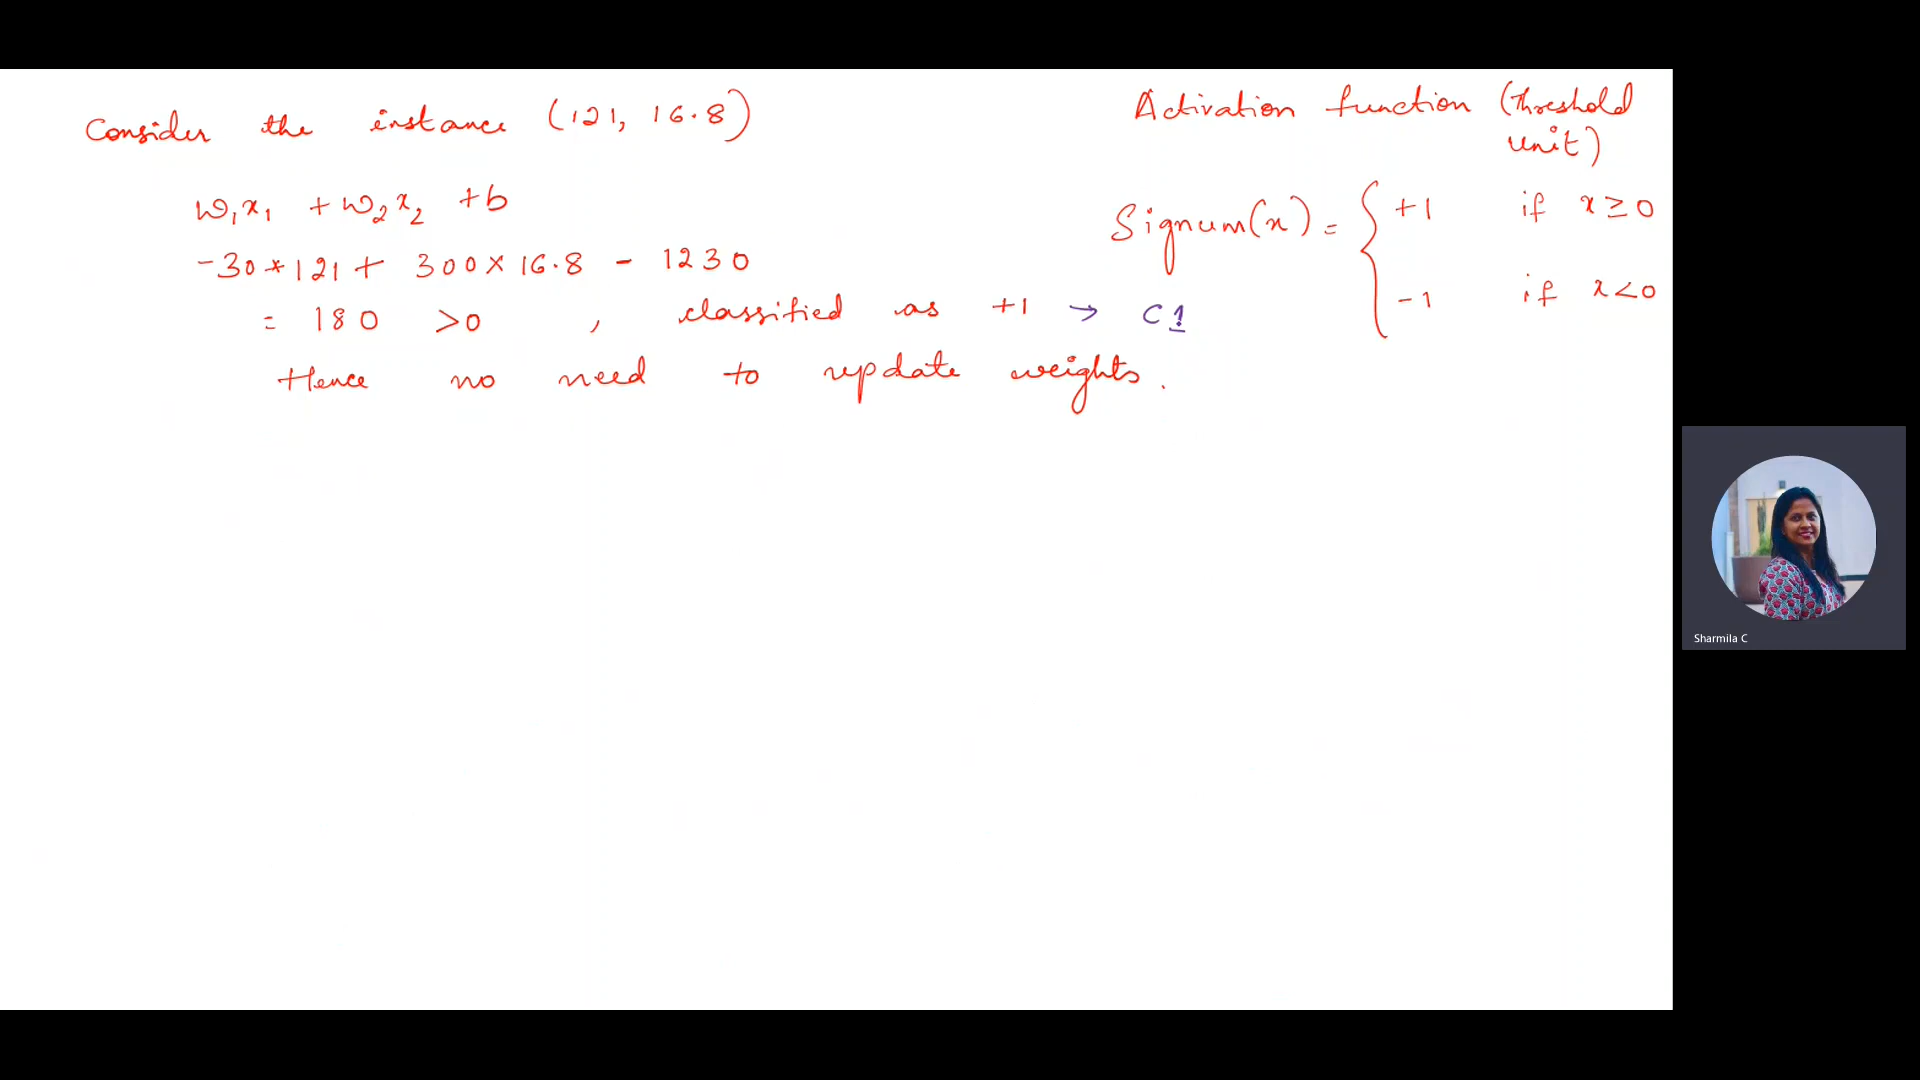 Consider the instance (121, 16.8)
w₁x₁ + w₂x₂ + b
-30 * 121 + 300 × 16.8 - 1230
= 180 > 0 , classified as +1 → C1
Hence no need to update weights.
Activation function (Threshold
unit)
Signum(x) = { +1 if x ≥ 0
-1 if x < 0
Sharmila C